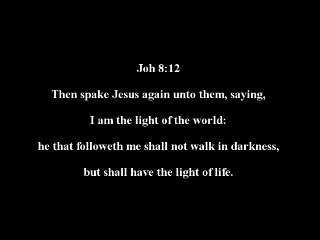 Joh 8:12
Then spake Jesus again unto them, saying,
I am the light of the world:
he that followeth me shall not walk in darkness,
but shall have the light of life.